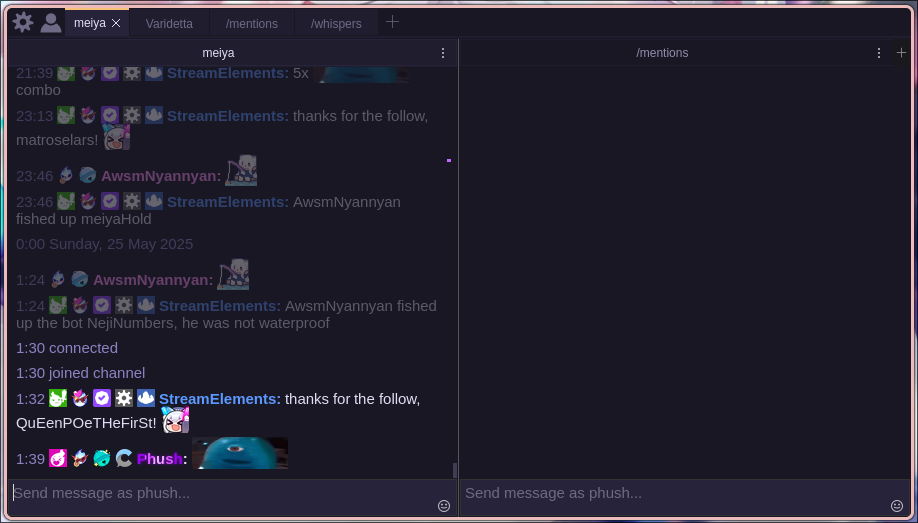 meiya
Varidetta
/mentions
/whispers
meiya
/mentions
21:39 StreamElements: 5x
combo
23:13 StreamElements: thanks for the follow,
matroselars!
23:46 AwsmNyannyan:
23:46 StreamElements: AwsmNyannyan
fished up meiyaHold
0:00 Sunday, 25 May 2025
1:24 AwsmNyannyan:
1:24 StreamElements: AwsmNyannyan fished
up the bot NejiNumbers, he was not waterproof
1:30 connected
1:30 joined channel
1:32 StreamElements: thanks for the follow,
QuEenPOeTHeFirSt!
1:39 Phush:
Send message as phush...
Send message as phush...